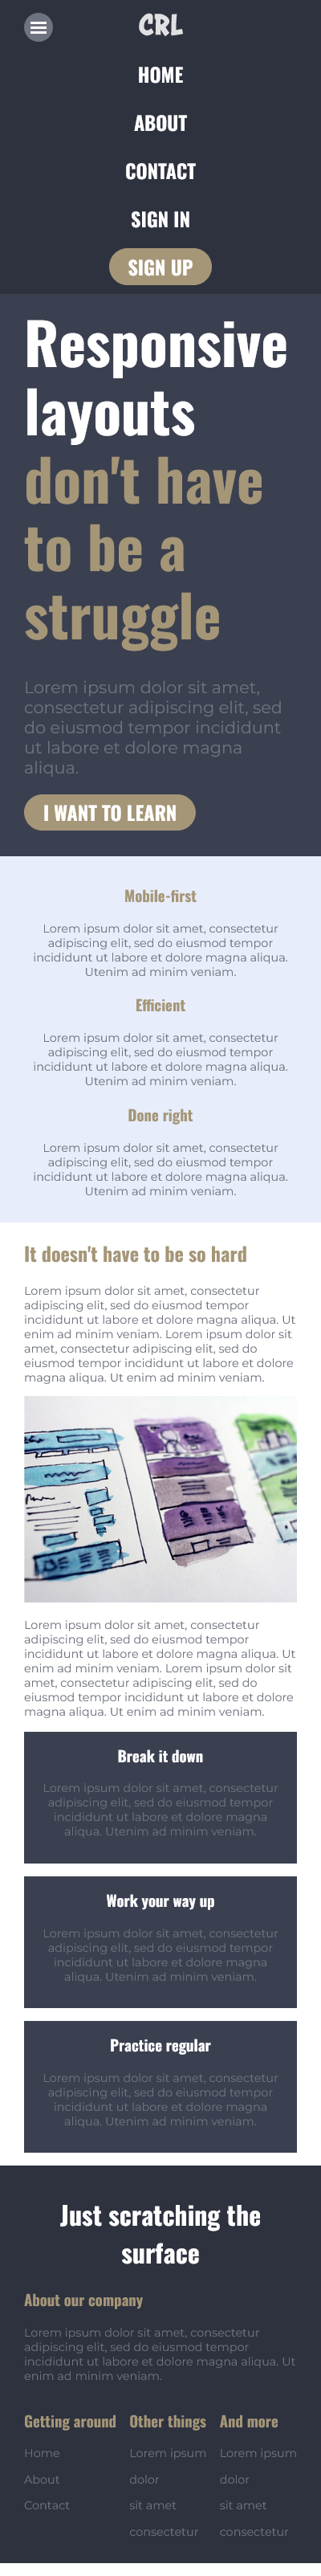 CRL
HOME
ABOUT
CONTACT
SIGN IN
SIGN UP
Responsive
layouts
don't have
to be a
struggle
Lorem ipsum dolor sit amet,
consectetur adipiscing elit, sed
do eiusmod tempor incididunt
ut labore et dolore magna
aliqua.
I WANT TO LEARN
Mobile-first
Lorem ipsum dolor sit amet, consectetur
adipiscing elit, sed do eiusmod tempor
incididunt ut labore et dolore magna aliqua.
Utenim ad minim veniam.
Efficient
Lorem ipsum dolor sit amet, consectetur
adipiscing elit, sed do eiusmod tempor
incididunt ut labore et dolore magna aliqua.
Utenim ad minim veniam.
Done right
Lorem ipsum dolor sit amet, consectetur
adipiscing elit, sed do eiusmod tempor
incididunt ut labore et dolore magna aliqua.
Utenim ad minim veniam.
It doesn't have to be so hard
Lorem ipsum dolor sit amet, consectetur
adipiscing elit, sed do eiusmod tempor
incididunt ut labore et dolore magna aliqua. Ut
enim ad minim veniam. Lorem ipsum dolor sit
amet, consectetur adipiscing elit, sed do
eiusmod tempor incididunt ut labore et dolore
magna aliqua. Ut enim ad minim veniam.
Lorem ipsum dolor sit amet, consectetur
adipiscing elit, sed do eiusmod tempor
incididunt ut labore et dolore magna aliqua. Ut
enim ad minim veniam. Lorem ipsum dolor sit
amet, consectetur adipiscing elit, sed do
eiusmod tempor incididunt ut labore et dolore
magna aliqua. Ut enim ad minim veniam.
Break it down
Lorem ipsum dolor sit amet, consectetur
adipiscing elit, sed do eiusmod tempor
incididunt ut labore et dolore magna
aliqua. Utenim ad minim veniam.
Work your way up
Lorem ipsum dolor sit amet, consectetur
adipiscing elit, sed do eiusmod tempor
incididunt ut labore et dolore magna
aliqua. Utenim ad minim veniam.
Practice regular
Lorem ipsum dolor sit amet, consectetur
adipiscing elit, sed do eiusmod tempor
incididunt ut labore et dolore magna
aliqua. Utenim ad minim veniam.
Just scratching the
surface
About our company
Lorem ipsum dolor sit amet, consectetur
adipiscing elit, sed do eiusmod tempor
incididunt ut labore et dolore magna aliqua. Ut
enim ad minim veniam.
Getting around
Home
About
Contact
Other things
Lorem ipsum
dolor
sit amet
consectetur
And more
Lorem ipsum
dolor
sit amet
consectetur